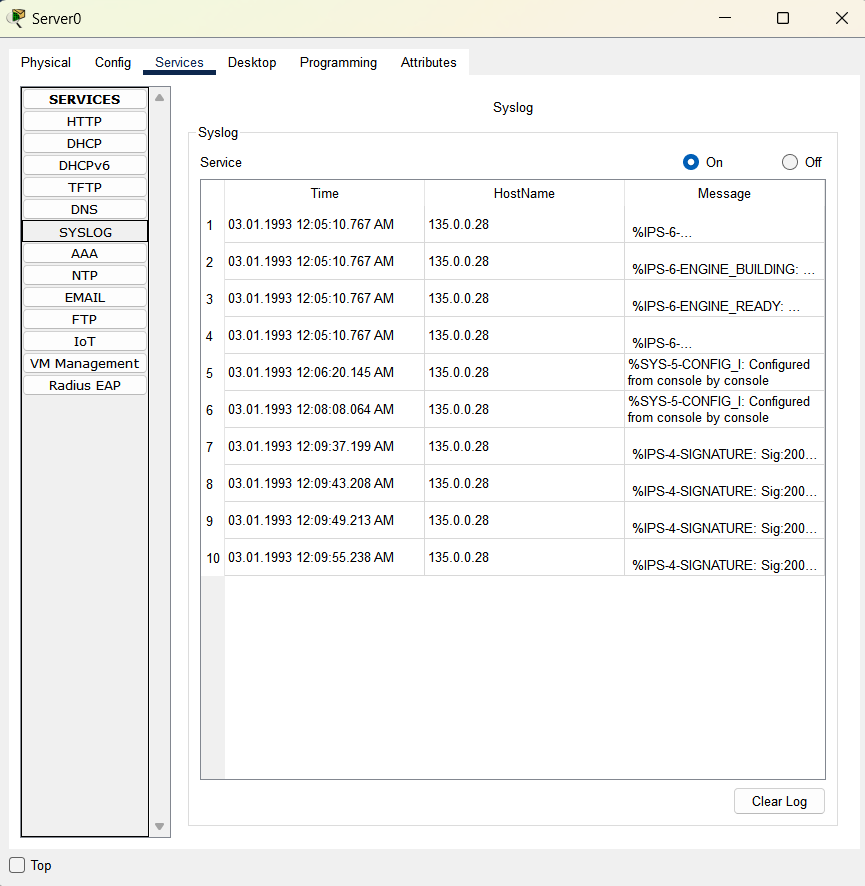 Server0
Physical Config Services Desktop Programming Attributes
SERVICES
HTTP
DHCP
DHCPv6
TFTP
DNS
SYSLOG
AAA
NTP
EMAIL
FTP
IoT
VM Management
Radius EAP
Syslog
Syslog
Service On Off
Time HostName Message
1 03.01.1993 12:05:10.767 AM 135.0.0.28 %IPS-6-...
2 03.01.1993 12:05:10.767 AM 135.0.0.28 %IPS-6-ENGINE_BUILDING: ...
3 03.01.1993 12:05:10.767 AM 135.0.0.28 %IPS-6-ENGINE_READY: ...
4 03.01.1993 12:05:10.767 AM 135.0.0.28 %IPS-6-...
5 03.01.1993 12:06:20.145 AM 135.0.0.28 %SYS-5-CONFIG_I: Configured
from console by console
6 03.01.1993 12:08:08.064 AM 135.0.0.28 %SYS-5-CONFIG_I: Configured
from console by console
7 03.01.1993 12:09:37.199 AM 135.0.0.28 %IPS-4-SIGNATURE: Sig:200...
8 03.01.1993 12:09:43.208 AM 135.0.0.28 %IPS-4-SIGNATURE: Sig:200...
9 03.01.1993 12:09:49.213 AM 135.0.0.28 %IPS-4-SIGNATURE: Sig:200...
10 03.01.1993 12:09:55.238 AM 135.0.0.28 %IPS-4-SIGNATURE: Sig:200...
Clear Log
Top